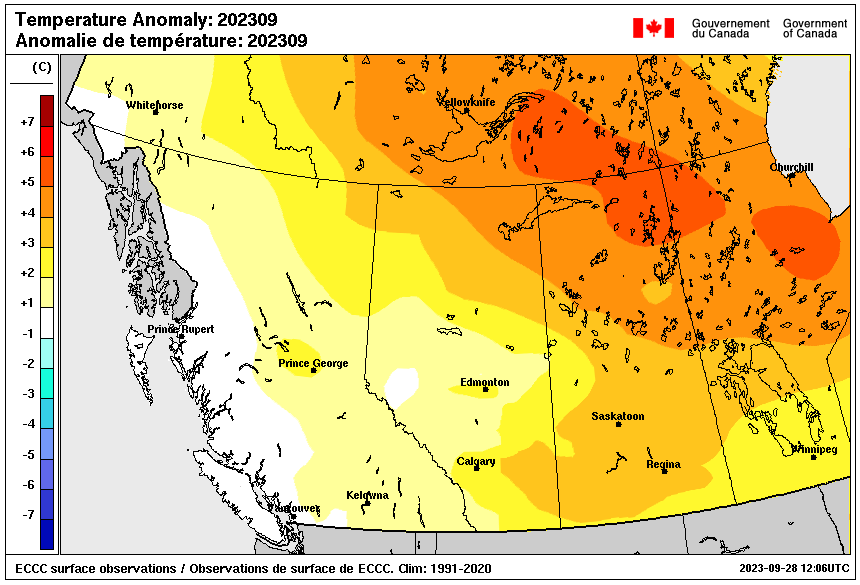 Temperature Anomaly: 202309
Anomalie de température: 202309
Gouvernement
du Canada
Government
of Canada
(C)
+7
+6
+5
+4
+3
+2
+1
-1
-2
-3
-4
-5
-6
-7
Whitehorse
Yellowknife
Churchill
Prince Rupert
Prince George
Edmonton
Saskatoon
Calgary
Regina
Winnipeg
Kelowna
Vancouver
ECCC surface observations / Observations de surface de ECCC. Clim: 1991-2020
2023-09-28 12:06UTC